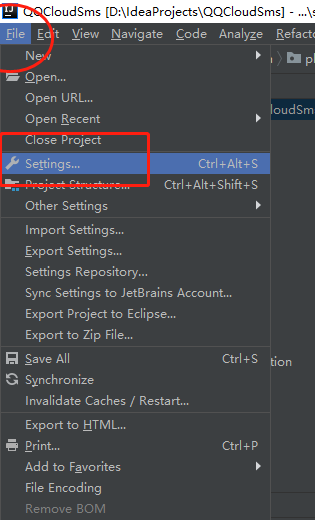 QQCloudSms [D:\IdeaProjects\QQCloudSms] - ...\s
File Edit View Navigate Code Analyze Refacto
New
Open...
Open URL...
Open Recent
Close Project
Settings... Ctrl+Alt+S
Project Structure... Ctrl+Alt+Shift+S
Other Settings
Import Settings...
Export Settings...
Settings Repository...
Sync Settings to JetBrains Account...
Export Project to Eclipse...
Export to Zip File...
Save All Ctrl+S
Synchronize
Invalidate Caches / Restart...
Export to HTML...
Print... Ctrl+P
Add to Favorites
File Encoding
Remove BOM
pl
loudSm
tion